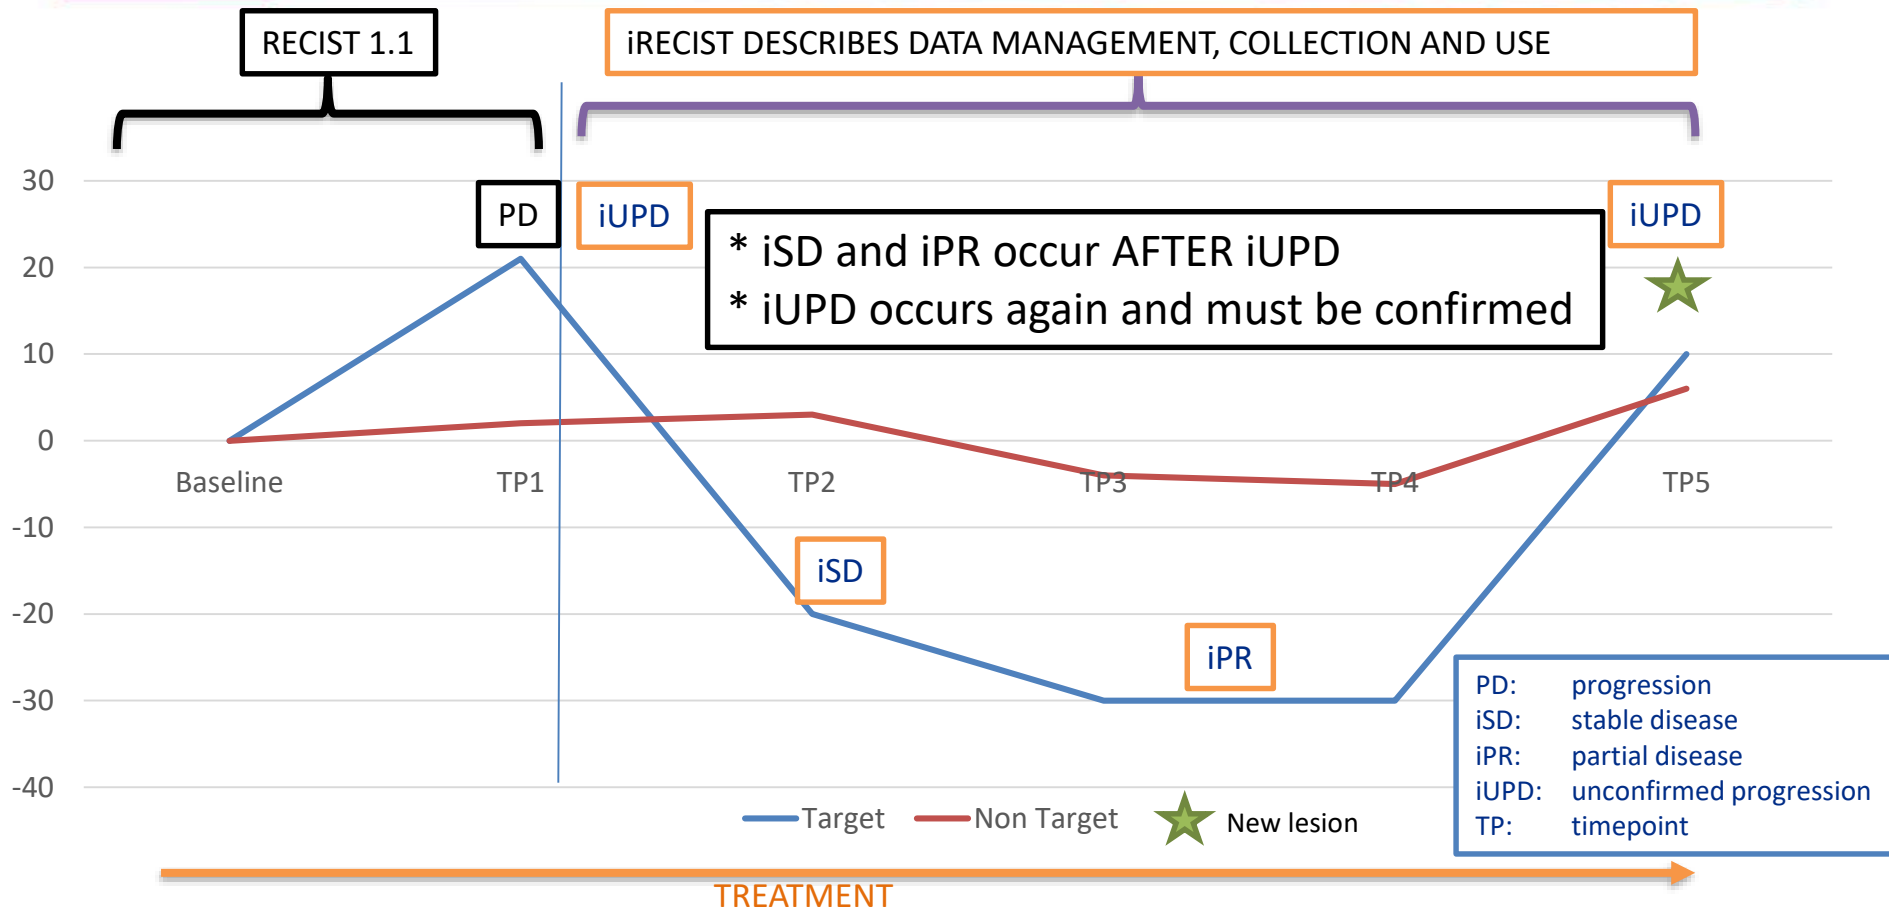 RECIST 1.1
iRECIST DESCRIBES DATA MANAGEMENT, COLLECTION AND USE
30
20
10
0
-10
-20
-30
-40
PD
iUPD
* iSD and iPR occur AFTER iUPD
* iUPD occurs again and must be confirmed
iUPD
Baseline
TP1
TP2
TP3
TP4
TP5
iSD
iPR
PD: progression
iSD: stable disease
iPR: partial disease
iUPD: unconfirmed progression
TP: timepoint
Target
Non Target
New lesion
TREATMENT